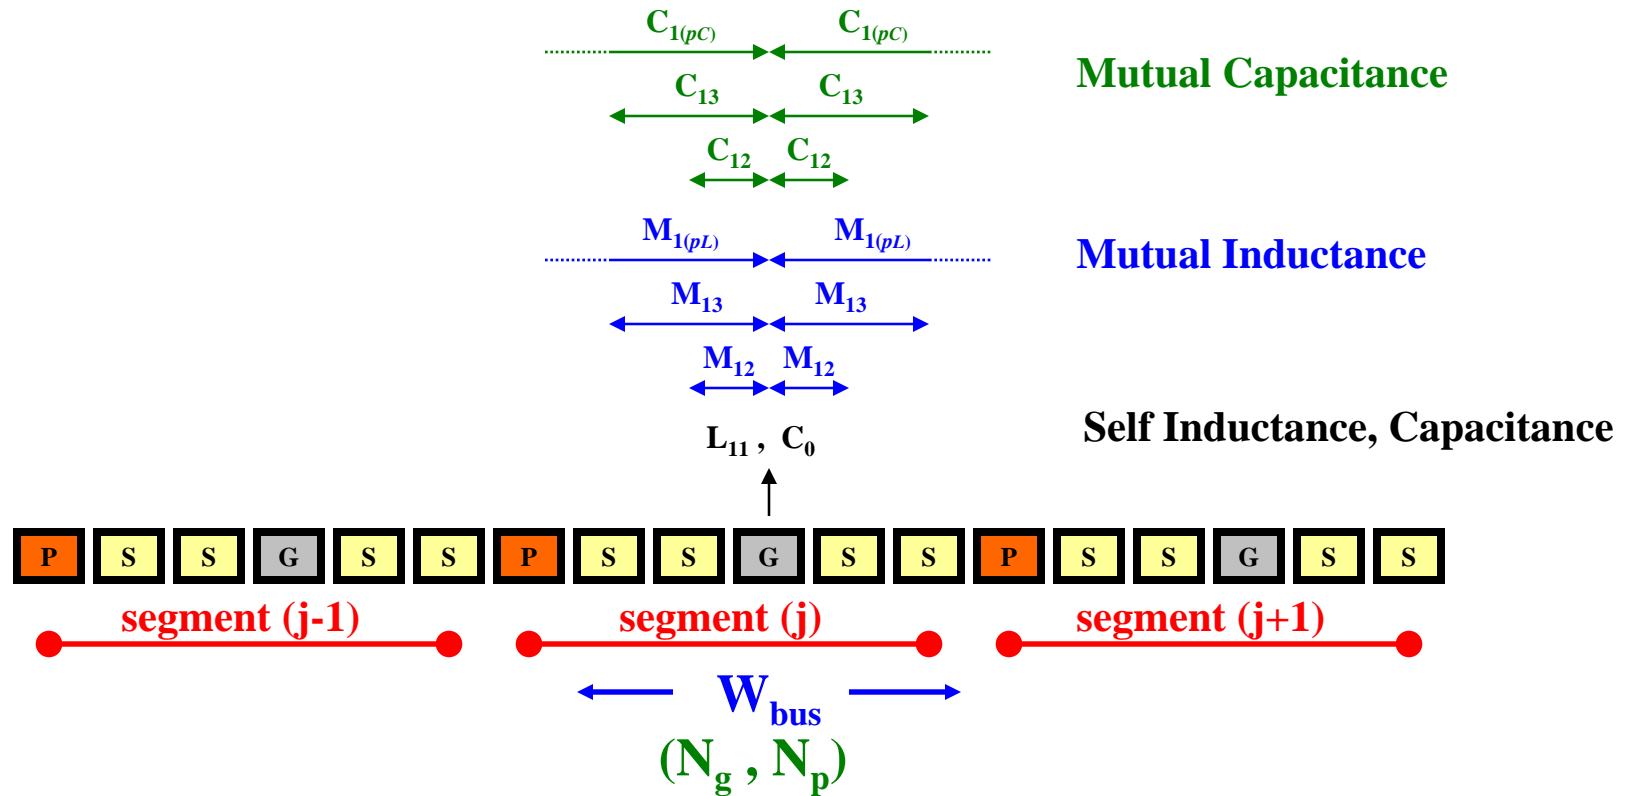 C1(pC) C1(pC)
Mutual Capacitance
C13 C13
C12 C12
M1(pL) M1(pL)
Mutual Inductance
M13 M13
M12 M12
L11 , C0
Self Inductance, Capacitance
P S S G S S P S S G S S P S S G S S
segment (j-1) segment (j) segment (j+1)
Wbus
(Ng , Np)